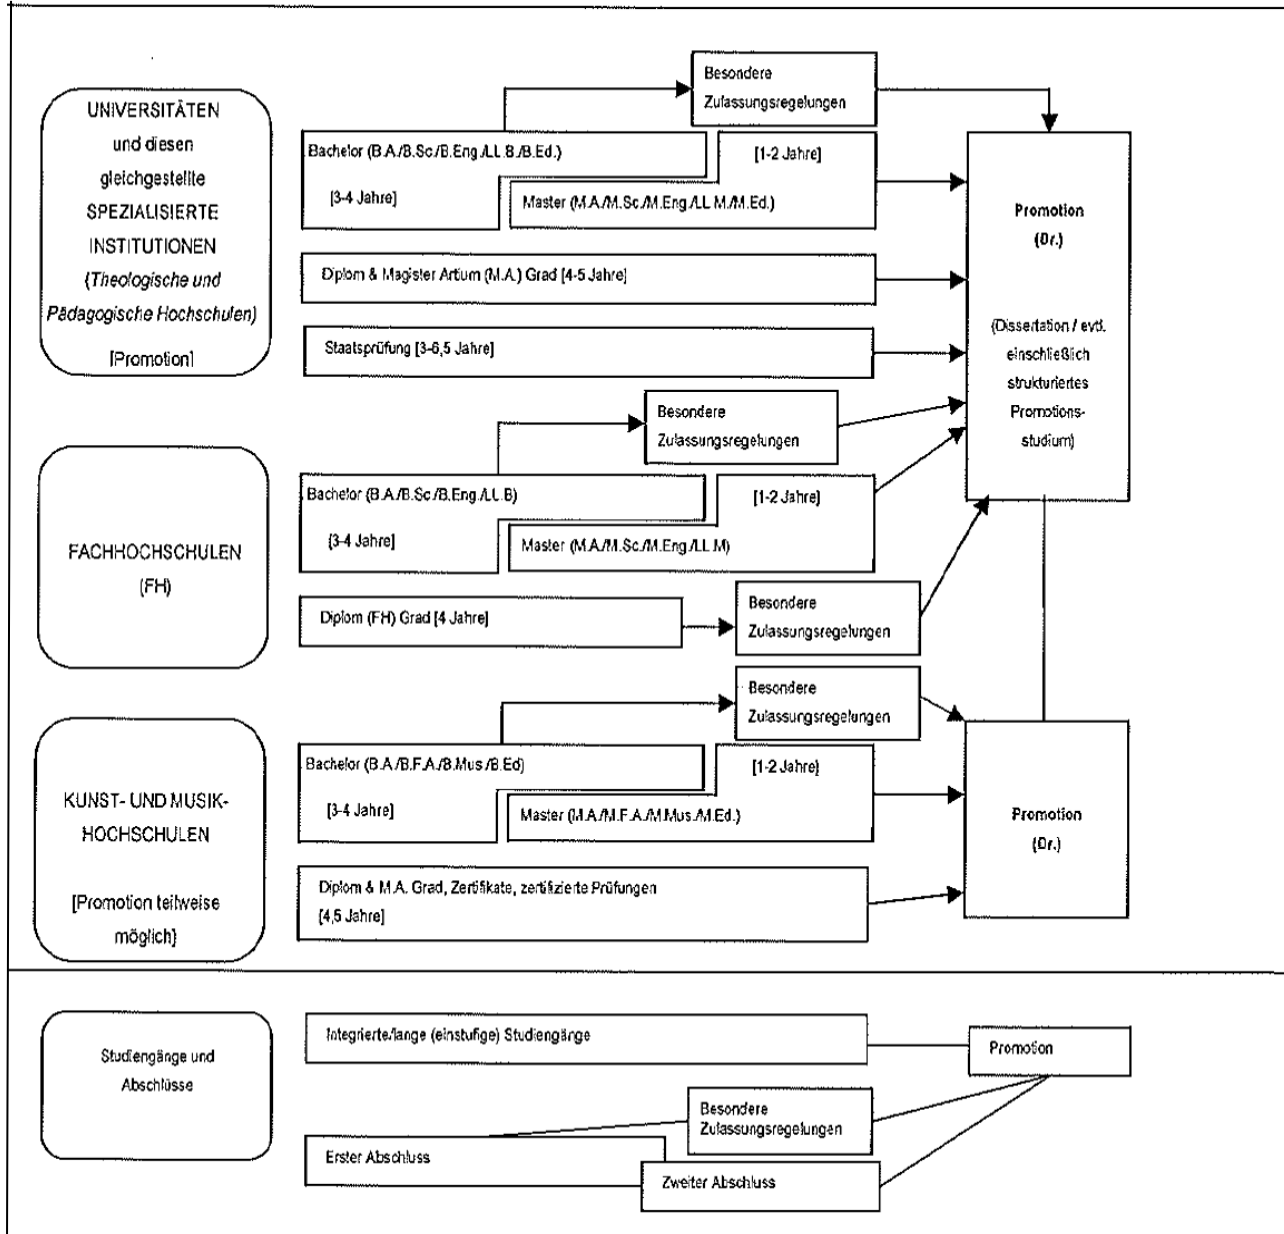 UNIVERSITÄTEN
und diesen
gleichgestellte
SPEZIALISIERTE
INSTITUTIONEN
(Theologische und
Pädagogische Hochschulen)
[Promotion]
Besondere
Zulassungsregelungen
Bachelor (B.A./B.Sc./B.Eng./LL.B./B.Ed.)
[3-4 Jahre]
[1-2 Jahre]
Master (M.A./M.Sc./M.Eng./LL.M./M.Ed.)
Diplom & Magister Artium (M.A.) Grad [4-5 Jahre]
Staatsprüfung [3-6,5 Jahre]
Promotion
(Dr.)
(Dissertation / evtl.
einschließlich
strukturiertes
Promotions-
studium)
FACHHOCHSCHULEN
(FH)
Besondere
Zulassungsregelungen
Bachelor (B.A./B.Sc./B.Eng./LL.B)
[3-4 Jahre]
[1-2 Jahre]
Master (M.A./M.Sc./M.Eng./LL.M)
Diplom (FH) Grad [4 Jahre]
Besondere
Zulassungsregelungen
KUNST- UND MUSIK-
HOCHSCHULEN
[Promotion teilweise
möglich]
Besondere
Zulassungsregelungen
Bachelor (B.A./B.F.A./B.Mus./B.Ed)
[3-4 Jahre]
[1-2 Jahre]
Master (M.A./M.F.A./M.Mus./M.Ed.)
Diplom & M.A. Grad, Zertifikate, zertifizierte Prüfungen
[4,5 Jahre]
Promotion
(Dr.)
Studiengänge und
Abschlüsse
Integrierte/lange (einstufige) Studiengänge
Promotion
Besondere
Zulassungsregelungen
Erster Abschluss
Zweiter Abschluss